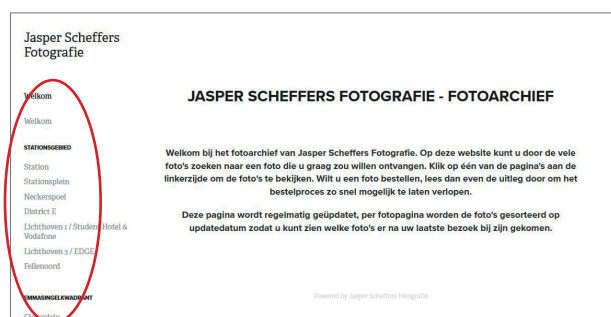 Jasper Scheffers
Fotografie
Welkom
Welkom
STATIONSGEBIED
Station
Stationsplein
Neckerspoel
District E
Lichthoven 1 / Student Hotel &
Vodafone
Lichthoven 3 / EDGE
Fellenoord
EMMASINGELKWADRANT
JASPER SCHEFFERS FOTOGRAFIE - FOTOARCHIEF
Welkom bij het fotoarchief van Jasper Scheffers Fotografie. Op deze website kunt u door de vele
foto's zoeken naar een foto die u graag zou willen ontvangen. Klik op één van de pagina's aan de
linkerzijde om de foto's te bekijken. Wilt u een foto bestellen, lees dan even de uitleg door om het
bestelproces zo snel mogelijk te laten verlopen.
Deze pagina wordt regelmatig geüpdatet, per fotopagina worden de foto's gesorteerd op
updatedatum zodat u kunt zien welke foto's er na uw laatste bezoek bij zijn gekomen.
Powered by Jasper Scheffers Fotografie